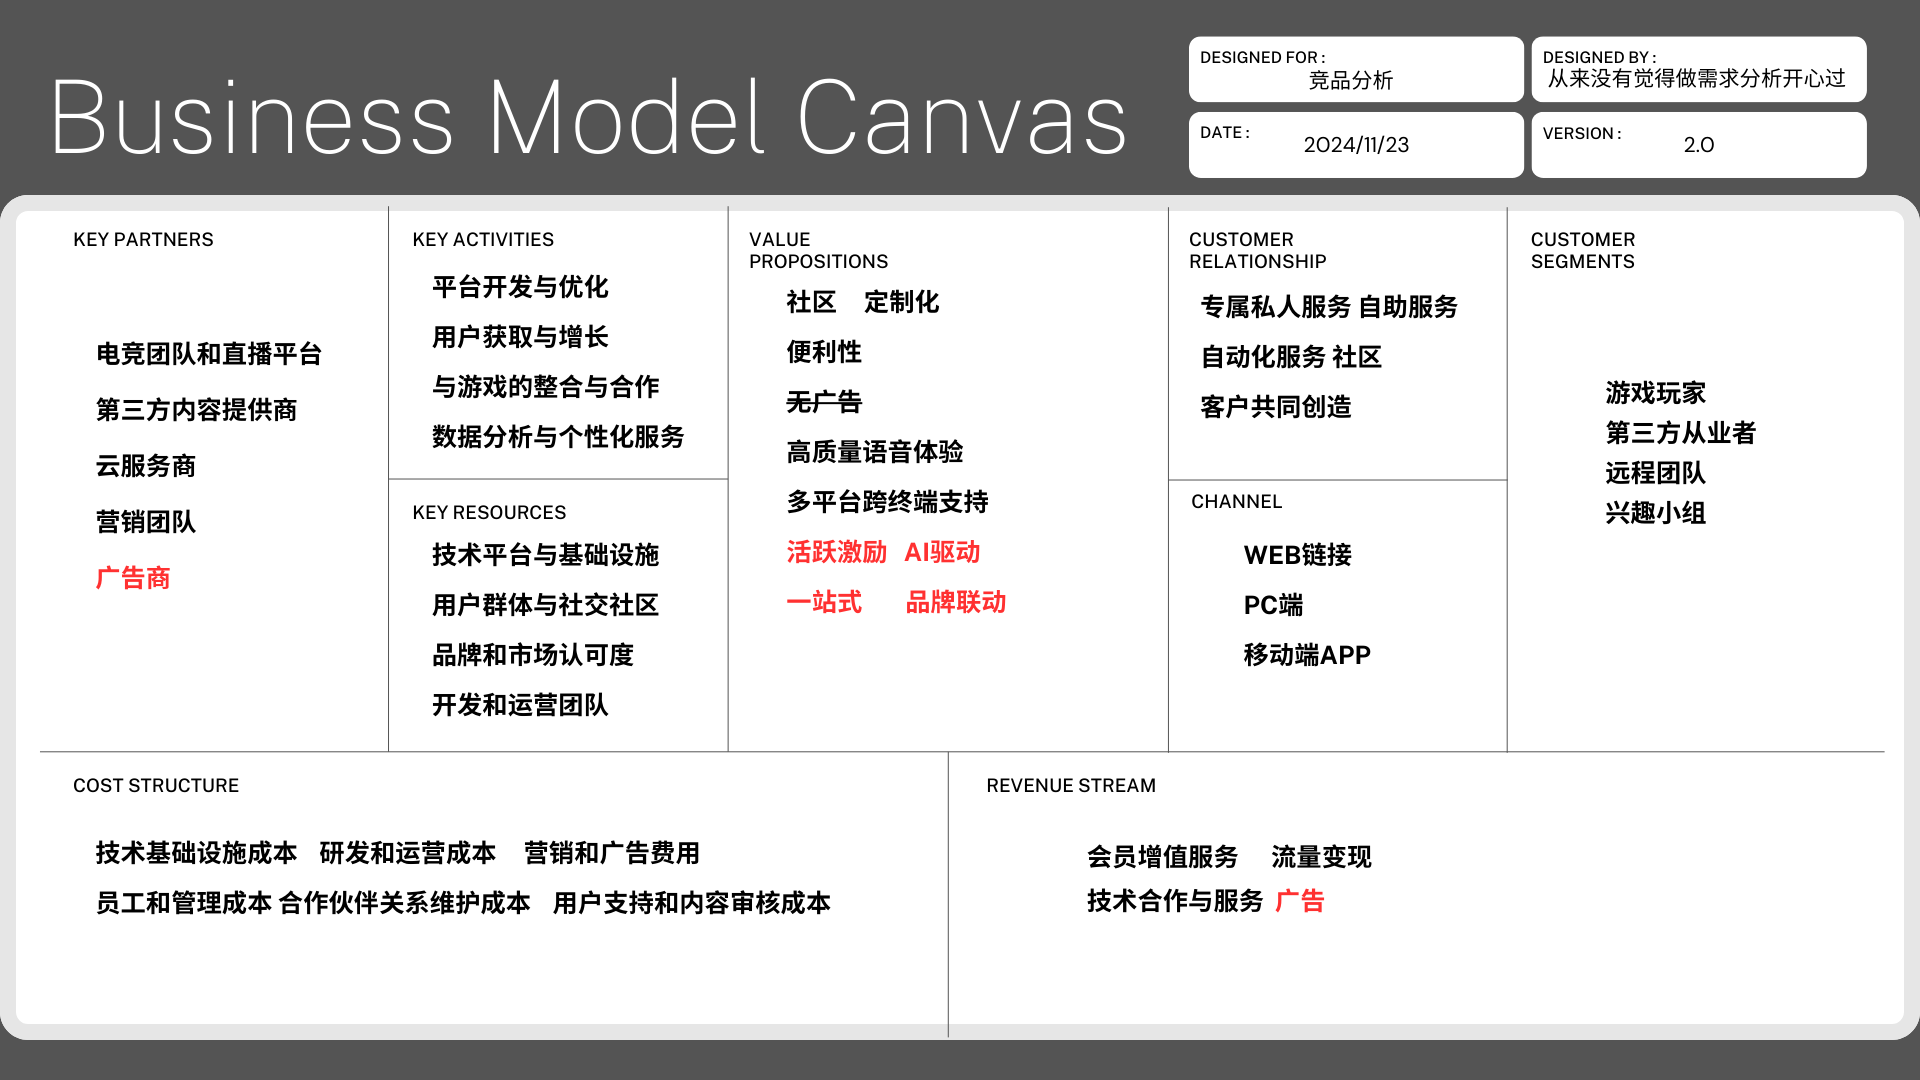 Business Model Canvas
DESIGNED FOR :
竞品分析
DESIGNED BY :
从来没有觉得做需求分析开心过
DATE :
2024/11/23
VERSION :
2.0
KEY PARTNERS
电竞团队和直播平台
第三方内容提供商
云服务商
营销团队
广告商
KEY ACTIVITIES
平台开发与优化
用户获取与增长
与游戏的整合与合作
数据分析与个性化服务
KEY RESOURCES
技术平台与基础设施
用户群体与社交社区
品牌和市场认可度
开发和运营团队
VALUE
PROPOSITIONS
社区 定制化
便利性
无广告
高质量语音体验
多平台跨终端支持
活跃激励 AI驱动
一站式 品牌联动
CUSTOMER
RELATIONSHIP
专属私人服务 自助服务
自动化服务 社区
客户共同创造
CHANNEL
WEB链接
PC端
移动端APP
CUSTOMER
SEGMENTS
游戏玩家
第三方从业者
远程团队
兴趣小组
COST STRUCTURE
技术基础设施成本 研发和运营成本 营销和广告费用
员工和管理成本 合作伙伴关系维护成本 用户支持和内容审核成本
REVENUE STREAM
会员增值服务 流量变现
技术合作与服务 广告